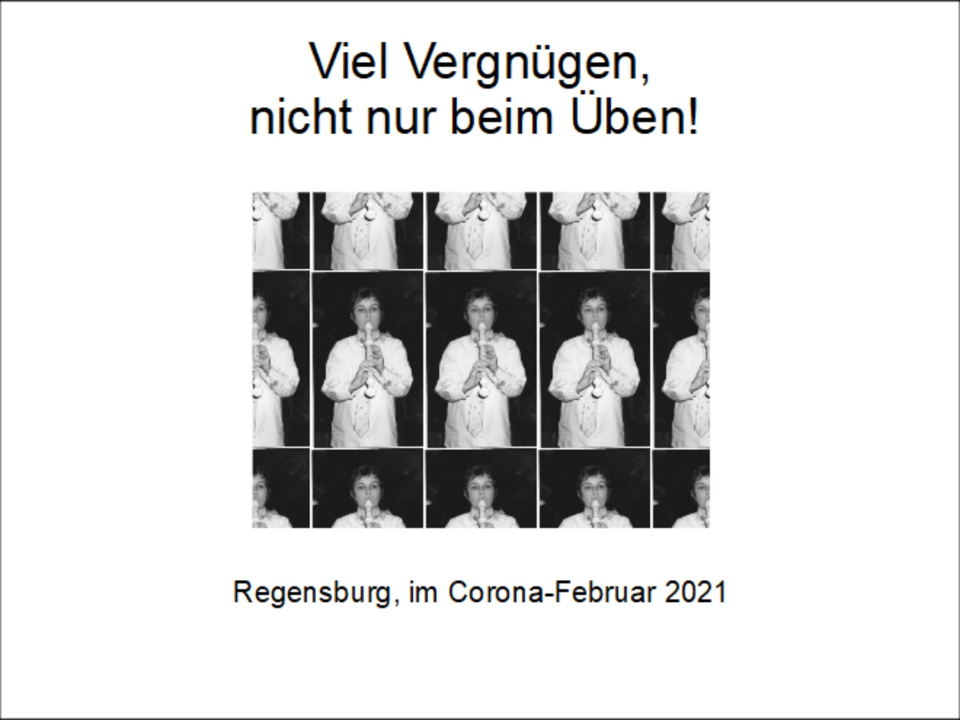 Viel Vergnügen,
nicht nur beim Üben!
Regensburg, im Corona-Februar 2021